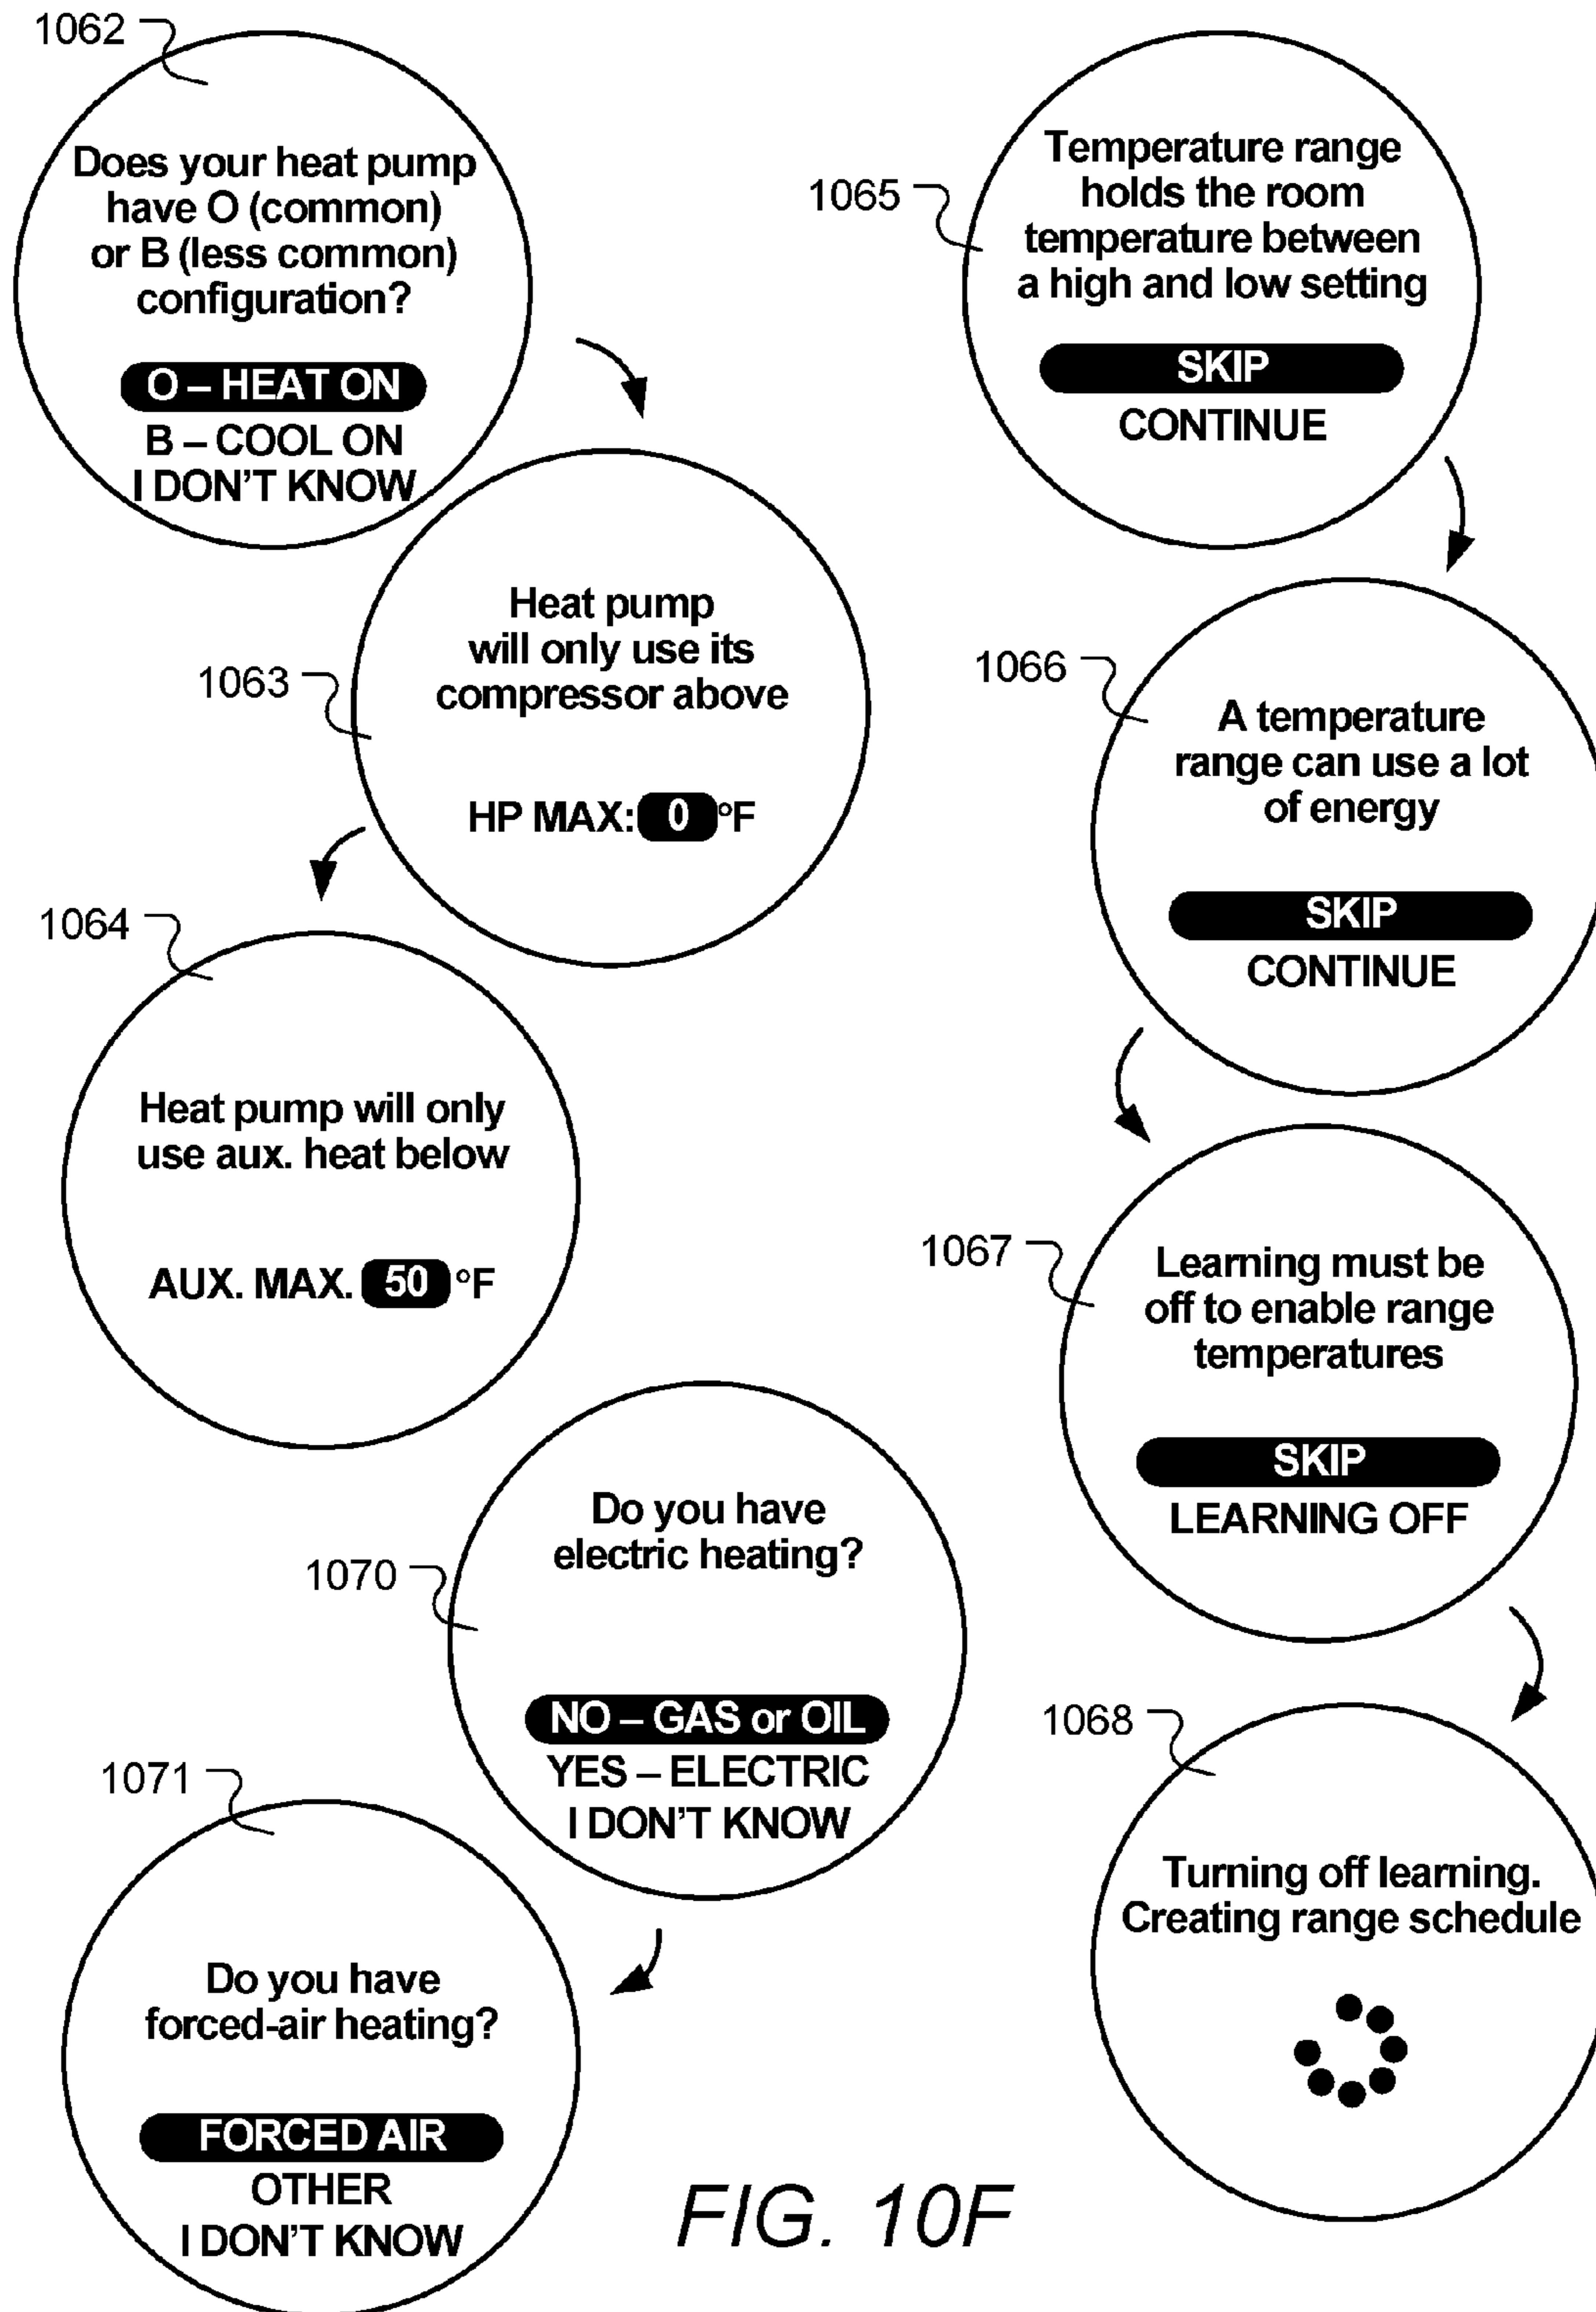 1062
Does your heat pump
have O (common)
or B (less common)
configuration?
O – HEAT ON
B – COOL ON
I DON'T KNOW
1063
Heat pump
will only use its
compressor above
HP MAX: 0 °F
1064
Heat pump will only
use aux. heat below
AUX. MAX. 50 °F
1065
Temperature range
holds the room
temperature between
a high and low setting
SKIP
CONTINUE
1066
A temperature
range can use a lot
of energy
SKIP
CONTINUE
1067
Learning must be
off to enable range
temperatures
SKIP
LEARNING OFF
1068
Turning off learning.
Creating range schedule
1070
Do you have
electric heating?
NO – GAS or OIL
YES – ELECTRIC
I DON'T KNOW
1071
Do you have
forced-air heating?
FORCED AIR
OTHER
I DON'T KNOW
FIG. 10F